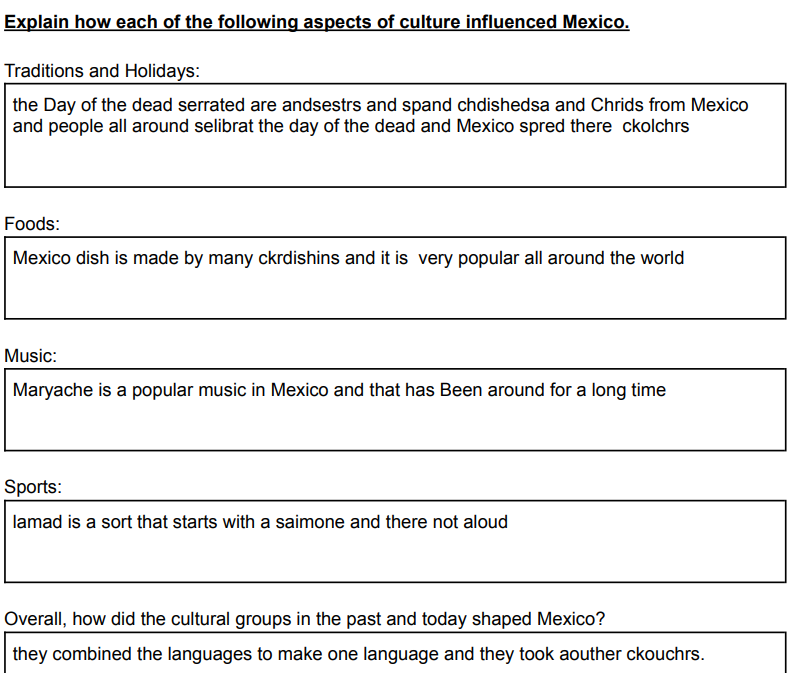 Explain how each of the following aspects of culture influenced Mexico.
Traditions and Holidays:
the Day of the dead serrated are andsestrs and spand chdishedsa and Chrids from Mexico
and people all around selibrat the day of the dead and Mexico spred there ckolchrs
Foods:
Mexico dish is made by many ckrdishins and it is very popular all around the world
Music:
Maryache is a popular music in Mexico and that has Been around for a long time
Sports:
lamad is a sort that starts with a saimone and there not aloud
Overall, how did the cultural groups in the past and today shaped Mexico?
they combined the languages to make one language and they took aouther ckouchrs.